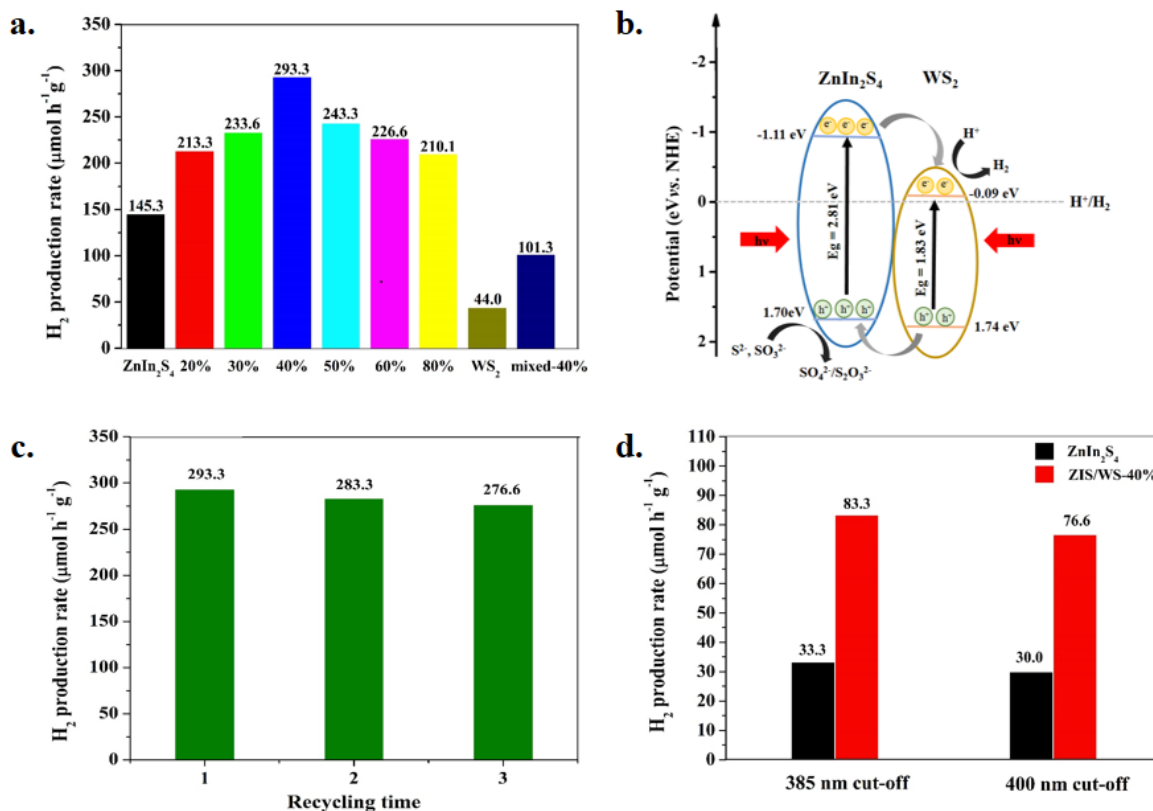 a.
H₂ production rate (μmol h⁻¹g⁻¹)
350
300
250
200
150
100
50
0
145.3
213.3
233.6
293.3
243.3
226.6
210.1
44.0
101.3
ZnIn₂S₄ 20% 30% 40% 50% 60% 80% WS₂ mixed-40%
b.
Potential (eV vs. NHE)
-2
-1
0
1
2
ZnIn₂S₄ WS₂
e⁻ e⁻ e⁻
-1.11 eV
H⁺
H₂
e⁻ e⁻
-0.09 eV
H⁺/H₂
Eg = 2.81 eV
Eg = 1.83 eV
hν
hν
h⁺ h⁺ h⁺
h⁺ h⁺
1.70eV
1.74 eV
S²⁻, SO₃²⁻
SO₄²⁻/S₂O₃²⁻
c.
H₂ production rate (μmol h⁻¹ g⁻¹)
350
300
250
200
150
100
50
0
293.3
283.3
276.6
1 2 3
Recycling time
d.
H₂ production rate (μmol h⁻¹ g⁻¹)
110
100
90
80
70
60
50
40
30
20
10
0
ZnIn₂S₄
ZIS/WS-40%
33.3
83.3
30.0
76.6
385 nm cut-off 400 nm cut-off